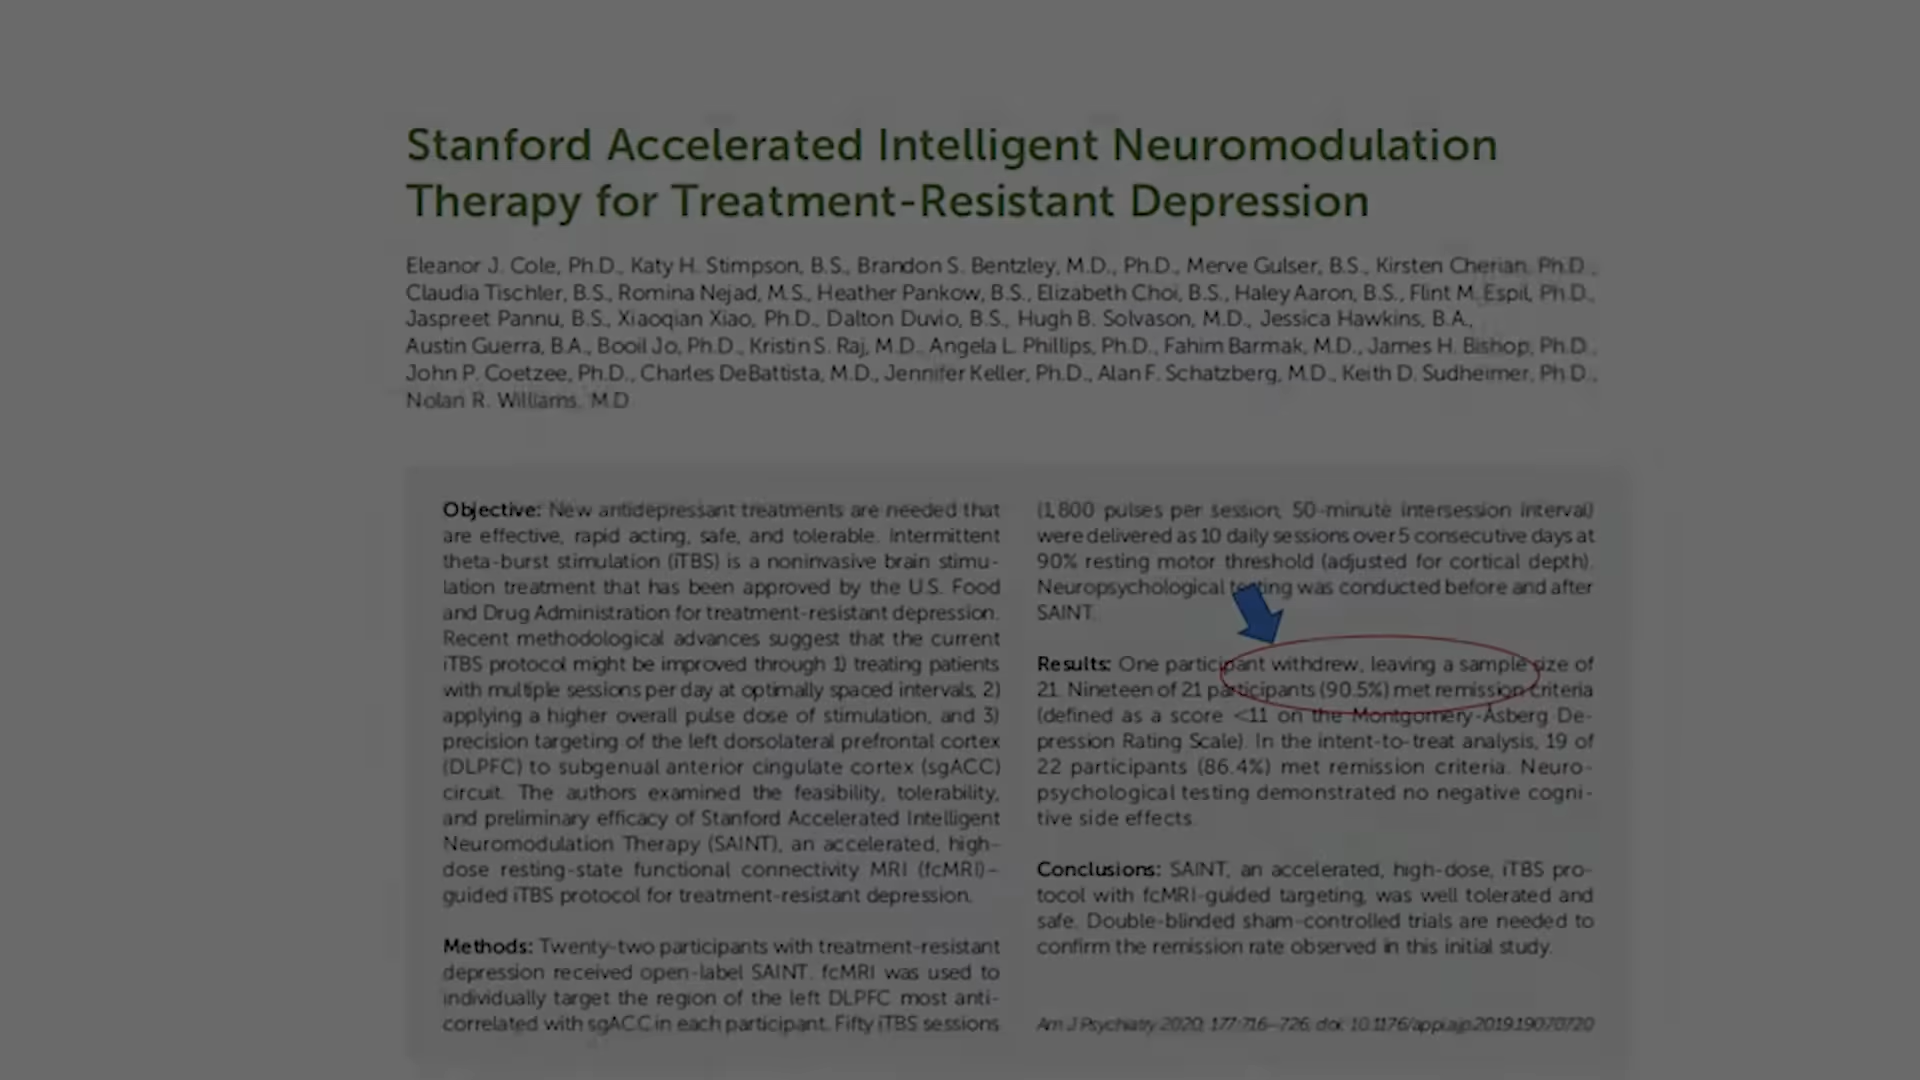 Stanford Accelerated Intelligent Neuromodulation
Therapy for Treatment-Resistant Depression
Eleanor J. Cole, Ph.D., Katy H. Stimpson, B.S., Brandon S. Bentzley, M.D., Ph.D., Merve Gulser, B.S., Kirsten Cherian, Ph.D.,
Claudia Tischler, B.S., Romina Nejad, M.S., Heather Pankow, B.S., Elizabeth Choi, B.S., Haley Aaron, B.S., Flint M. Espil, Ph.D.,
Jaspreet Pannu, B.S., Xiaoqian Xiao, Ph.D., Dalton Duvio, B.S., Hugh B. Solvason, M.D., Jessica Hawkins, B.A.,
Austin Guerra, B.A., Booil Jo, Ph.D., Kristin S. Raj, M.D., Angela L. Phillips, Ph.D., Fahim Barmak, M.D., James H. Bishop, Ph.D.,
John P. Coetzee, Ph.D., Charles DeBattista, M.D., Jennifer Keller, Ph.D., Alan F. Schatzberg, M.D., Keith D. Sudheimer, Ph.D.,
Nolan R. Williams, M.D.
Objective: New antidepressant treatments are needed that
are effective, rapid acting, safe, and tolerable. Intermittent
theta-burst stimulation (iTBS) is a noninvasive brain stimu-
lation treatment that has been approved by the U.S. Food
and Drug Administration for treatment-resistant depression.
Recent methodological advances suggest that the current
iTBS protocol might be improved through 1) treating patients
with multiple sessions per day at optimally spaced intervals, 2)
applying a higher overall pulse dose of stimulation, and 3)
precision targeting of the left dorsolateral prefrontal cortex
(DLPFC) to subgenual anterior cingulate cortex (sgACC)
circuit. The authors examined the feasibility, tolerability,
and preliminary efficacy of Stanford Accelerated Intelligent
Neuromodulation Therapy (SAINT), an accelerated, high-
dose resting-state functional connectivity MRI (fcMRI)–
guided iTBS protocol for treatment-resistant depression.
Methods: Twenty-two participants with treatment-resistant
depression received open-label SAINT. fcMRI was used to
individually target the region of the left DLPFC most anti-
correlated with sgACC in each participant. Fifty iTBS sessions
(1,800 pulses per session, 50-minute intersession interval)
were delivered as 10 daily sessions over 5 consecutive days at
90% resting motor threshold (adjusted for cortical depth).
Neuropsychological testing was conducted before and after
SAINT.
Results: One participant withdrew, leaving a sample size of
21. Nineteen of 21 participants (90.5%) met remission criteria
(defined as a score <11 on the Montgomery-Åsberg De-
pression Rating Scale). In the intent-to-treat analysis, 19 of
22 participants (86.4%) met remission criteria. Neuro-
psychological testing demonstrated no negative cogni-
tive side effects.
Conclusions: SAINT, an accelerated, high-dose, iTBS pro-
tocol with fcMRI-guided targeting, was well tolerated and
safe. Double-blinded sham-controlled trials are needed to
confirm the remission rate observed in this initial study.
Am J Psychiatry 2020; 177:716–726; doi: 10.1176/appi.ajp.2019.19070720